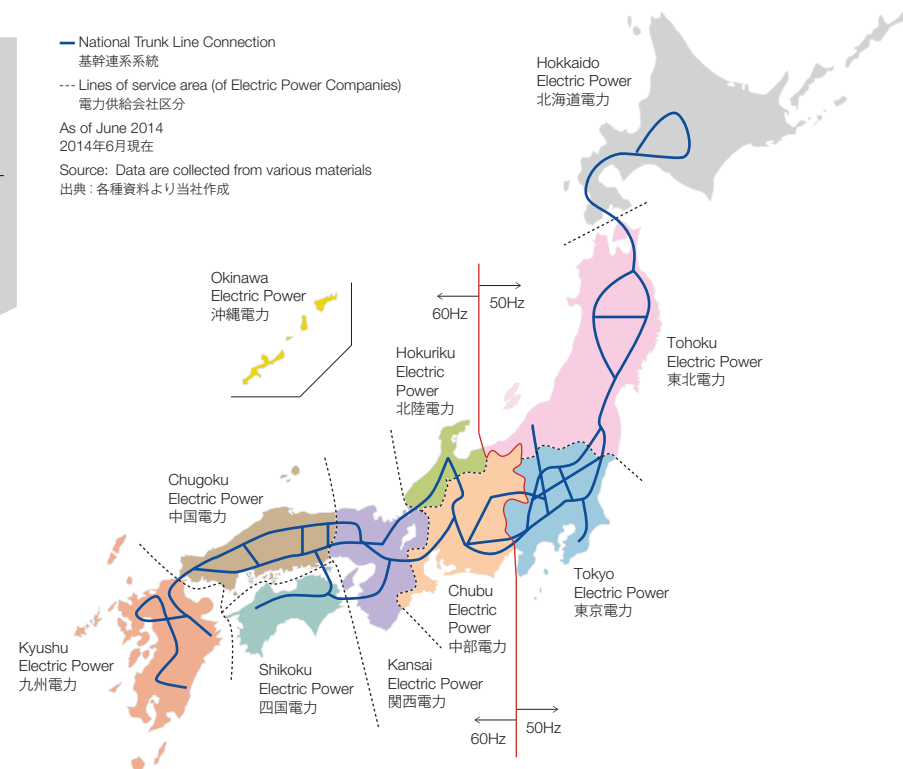 National Trunk Line Connection
基幹連系系統
Lines of service area (of Electric Power Companies)
電力供給会社区分
As of June 2014
2014年6月現在
Source: Data are collected from various materials
出典：各種資料より当社作成
Hokkaido
Electric Power
北海道電力
Okinawa
Electric Power
沖縄電力
60Hz
50Hz
Hokuriku
Electric
Power
北陸電力
Tohoku
Electric Power
東北電力
Chugoku
Electric Power
中国電力
Tokyo
Electric Power
東京電力
Chubu
Electric
Power
中部電力
Kyushu
Electric Power
九州電力
Shikoku
Electric Power
四国電力
Kansai
Electric Power
関西電力
60Hz
50Hz